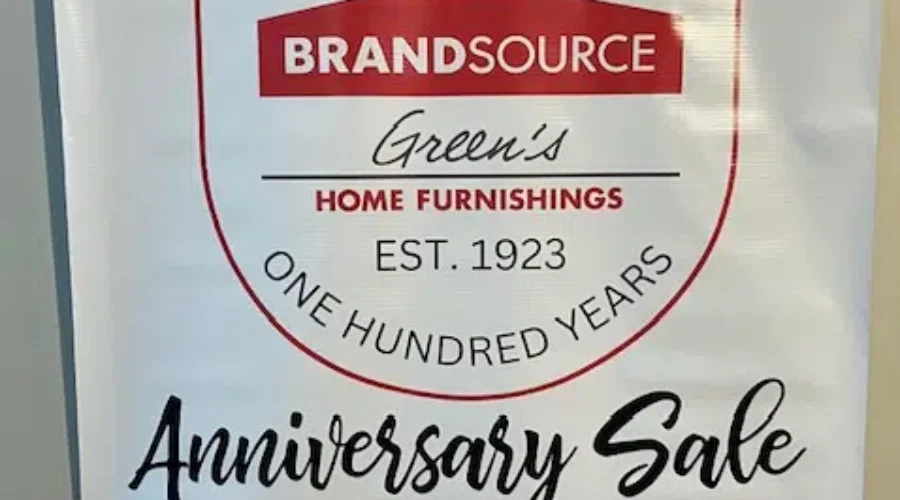 BRANDSOURCE
Green's
HOME FURNISHINGS
EST. 1923
ONE HUNDRED YEARS
Anniversary Sale